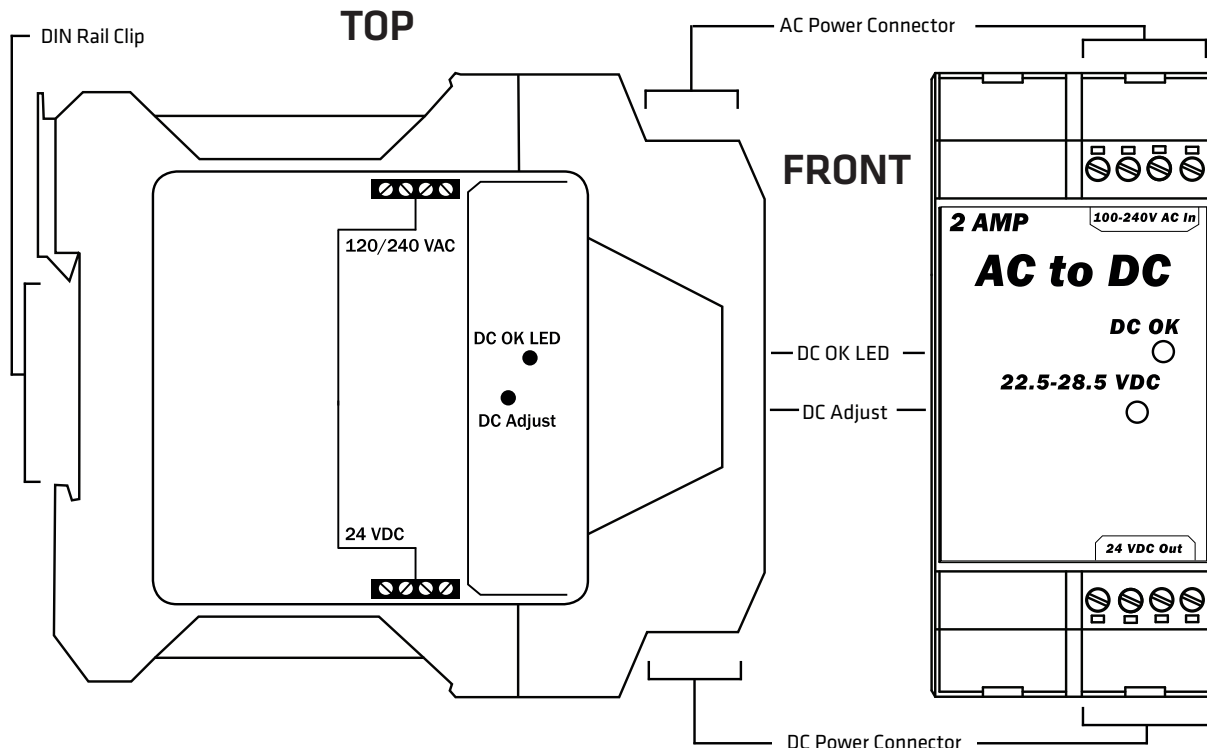 TOP
DIN Rail Clip
AC Power Connector
FRONT
120/240 VAC
DC OK LED
DC Adjust
24 VDC
DC OK LED
DC Adjust
2 AMP
100-240V AC In
AC to DC
DC OK
22.5-28.5 VDC
24 VDC Out
DC Power Connector